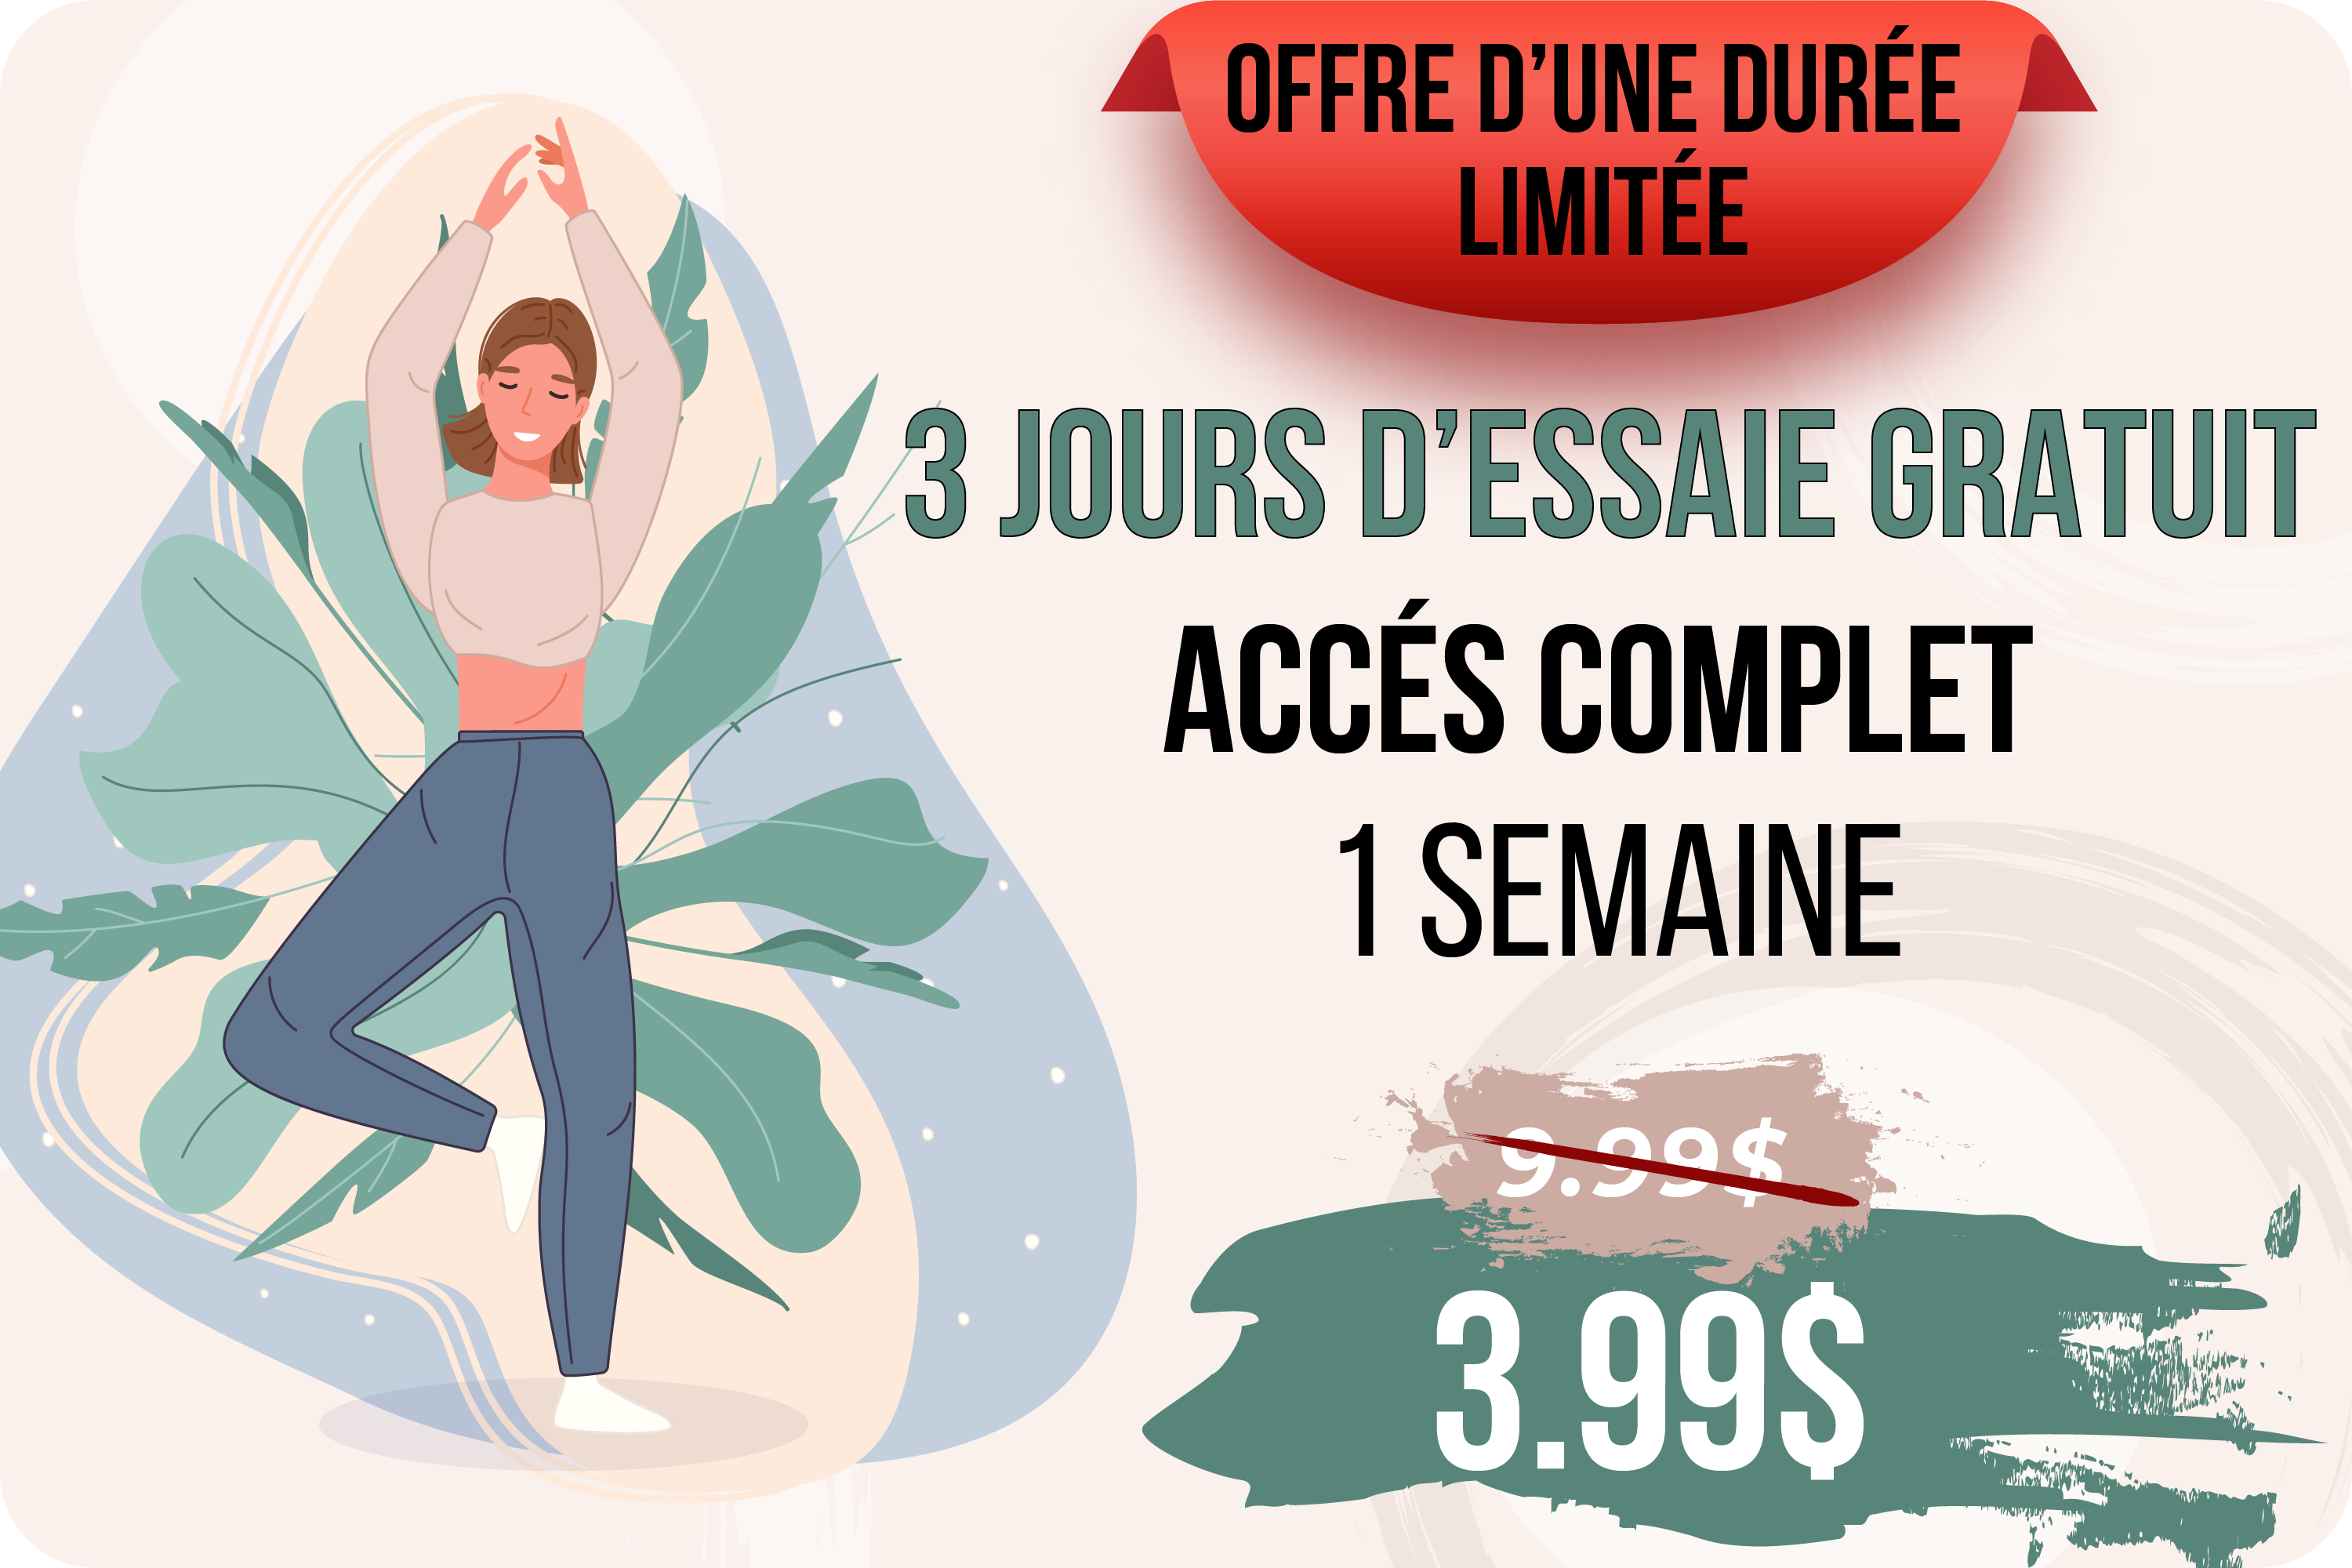 OFFRE D'UNE DURÉE
LIMITÉE
3 JOURS D'ESSAIE GRATUIT
ACCÉS COMPLET
1 SEMAINE
9.99$
3.99$